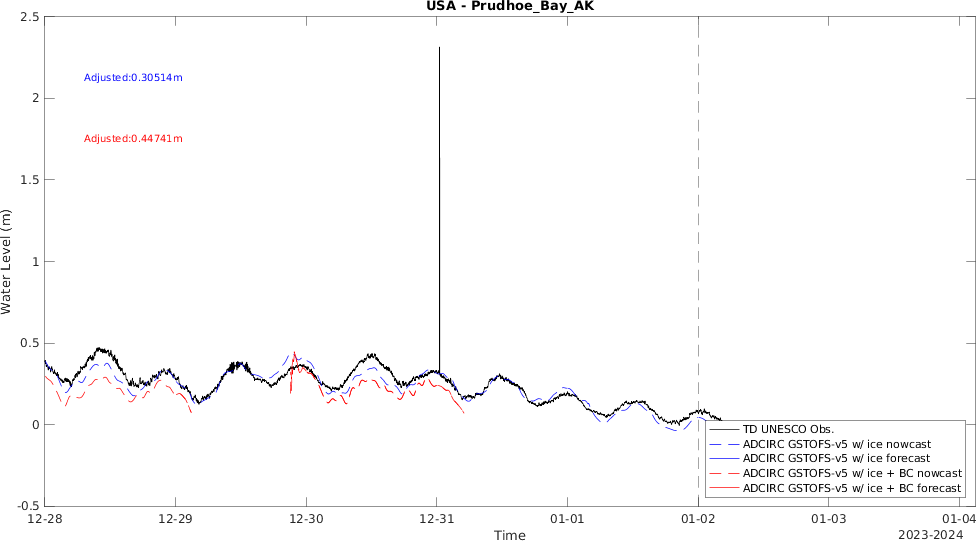 USA - Prudhoe_Bay_AK
2.5
2
1.5
1
0.5
0
-0.5
Water Level (m)
Adjusted:0.30514m
Adjusted:0.44741m
TD UNESCO Obs.
ADCIRC GSTOFS-v5 w/ ice nowcast
ADCIRC GSTOFS-v5 w/ ice forecast
ADCIRC GSTOFS-v5 w/ ice + BC nowcast
ADCIRC GSTOFS-v5 w/ ice + BC forecast
12-28 12-29 12-30 12-31 01-01 01-02 01-03 01-04
Time
2023-2024